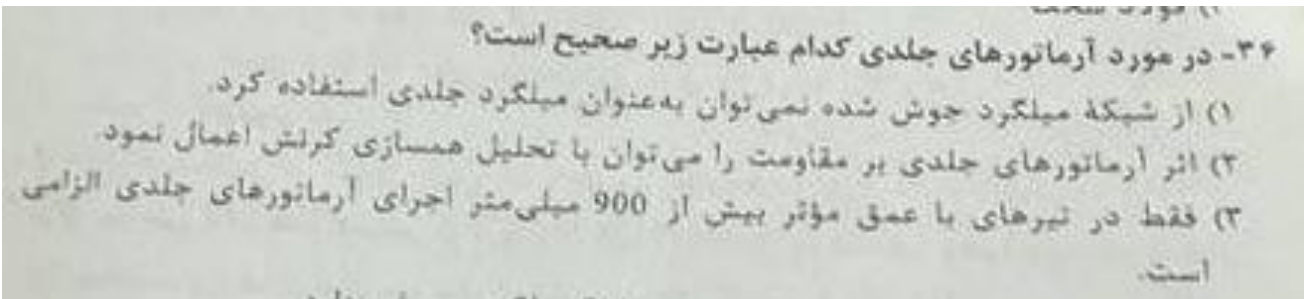 ۳۶- در مورد آرماتورهای جلدی کدام عبارت زیر صحیح است؟
۱) از شبکهٔ میلگرد جوش شده نمی‌توان به‌عنوان میلگرد جلدی استفاده کرد.
۲) اثر آرماتورهای جلدی بر مقاومت را می‌توان با تحلیل همسازی کرنش اعمال نمود.
۳) فقط در تیرهای با عمق مؤثر بیش از 900 میلی‌متر اجرای آرماتورهای جلدی الزامی
است.